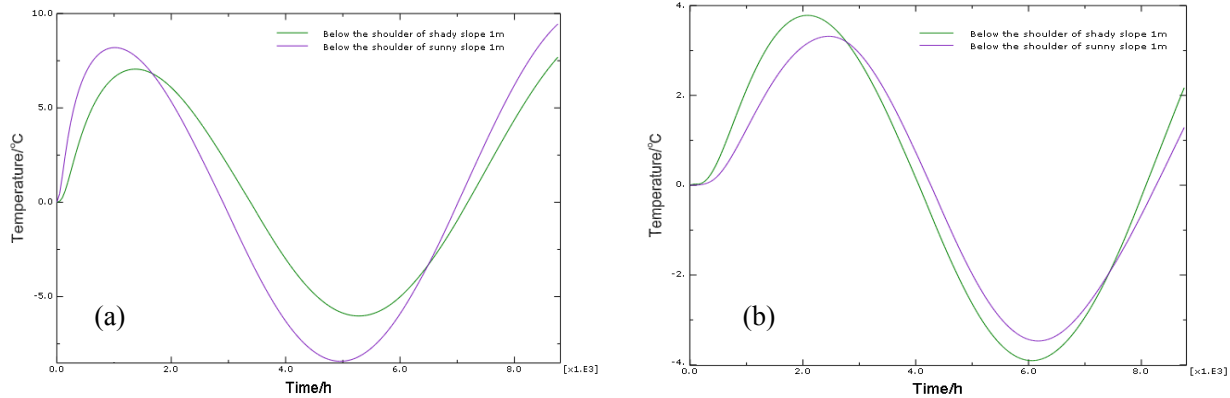 10.0
5.0
0.0
-5.0
Temperature/°C
Below the shoulder of shady slope 1m
Below the shoulder of sunny slope 1m
(a)
0.0 2.0 4.0 6.0 8.0 [x1.E3]
Time/h
4.
2.
0.
-2.
-4.
Temperature/°C
Below the shoulder of shady slope 1m
Below the shoulder of sunny slope 1m
(b)
0.0 2.0 4.0 6.0 8.0 [x1.E3]
Time/h